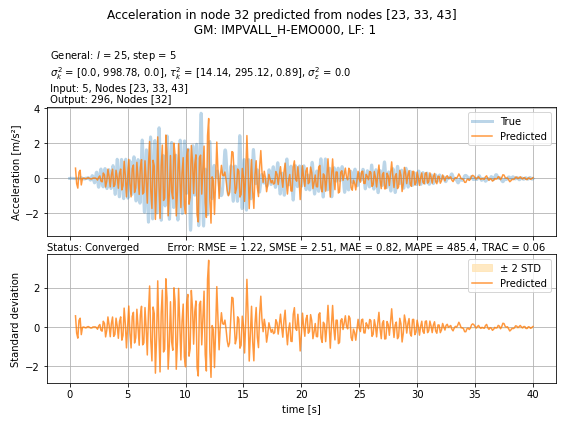 Acceleration in node 32 predicted from nodes [23, 33, 43]
GM: IMPVALL_H-EMO000, LF: 1
General: l = 25, step = 5
σ²ₖ = [0.0, 998.78, 0.0], τ²ₖ = [14.14, 295.12, 0.89], σ²ε = 0.0
Input: 5, Nodes [23, 33, 43]
Output: 296, Nodes [32]
Acceleration [m/s²]
4
2
0
−2
True
Predicted
Status: Converged Error: RMSE = 1.22, SMSE = 2.51, MAE = 0.82, MAPE = 485.4, TRAC = 0.06
Standard deviation
2
0
−2
± 2 STD
Predicted
0 5 10 15 20 25 30 35 40
time [s]